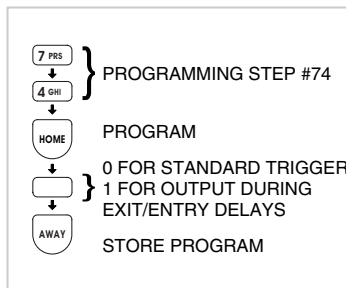 7 PRS
4 GHI
PROGRAMMING STEP #74
HOME
PROGRAM
0 FOR STANDARD TRIGGER
1 FOR OUTPUT DURING
EXIT/ENTRY DELAYS
AWAY
STORE PROGRAM